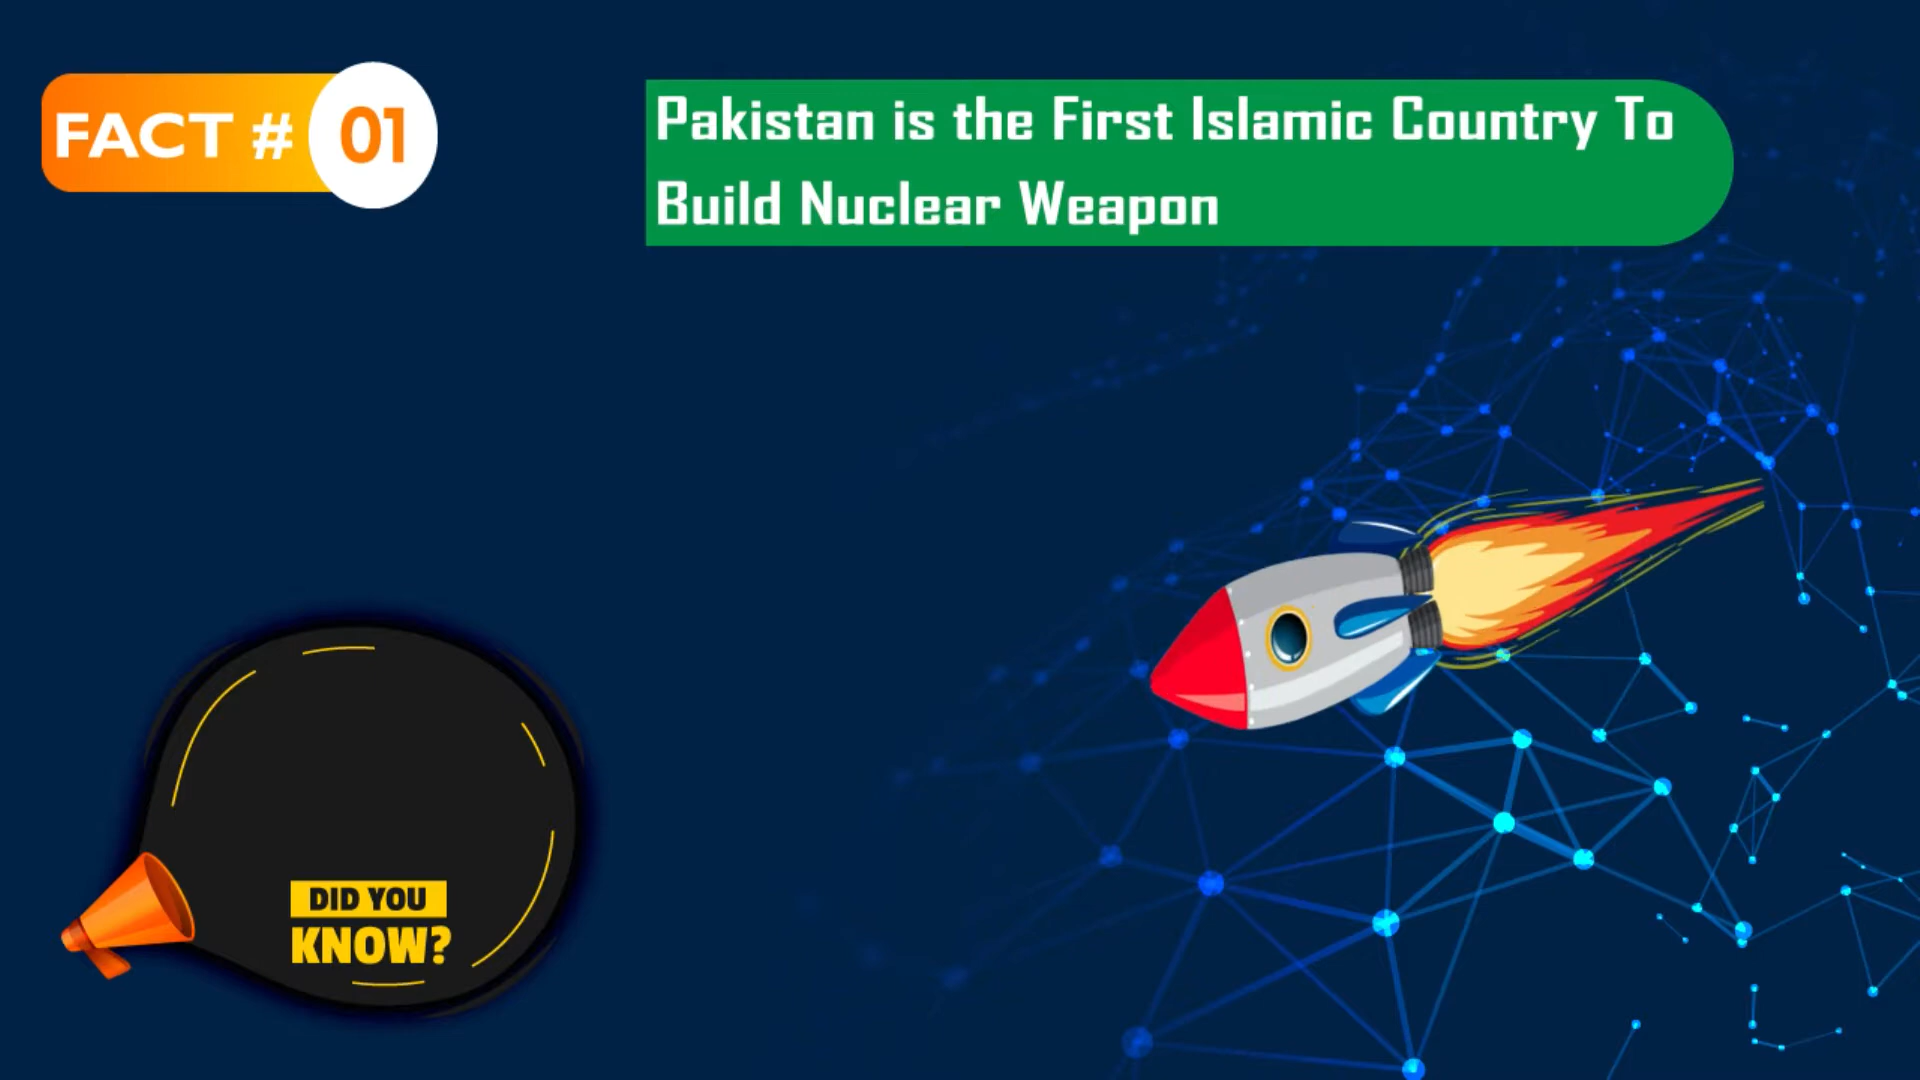 FACT # 01
Pakistan is the First Islamic Country To
Build Nuclear Weapon
DID YOU
KNOW?